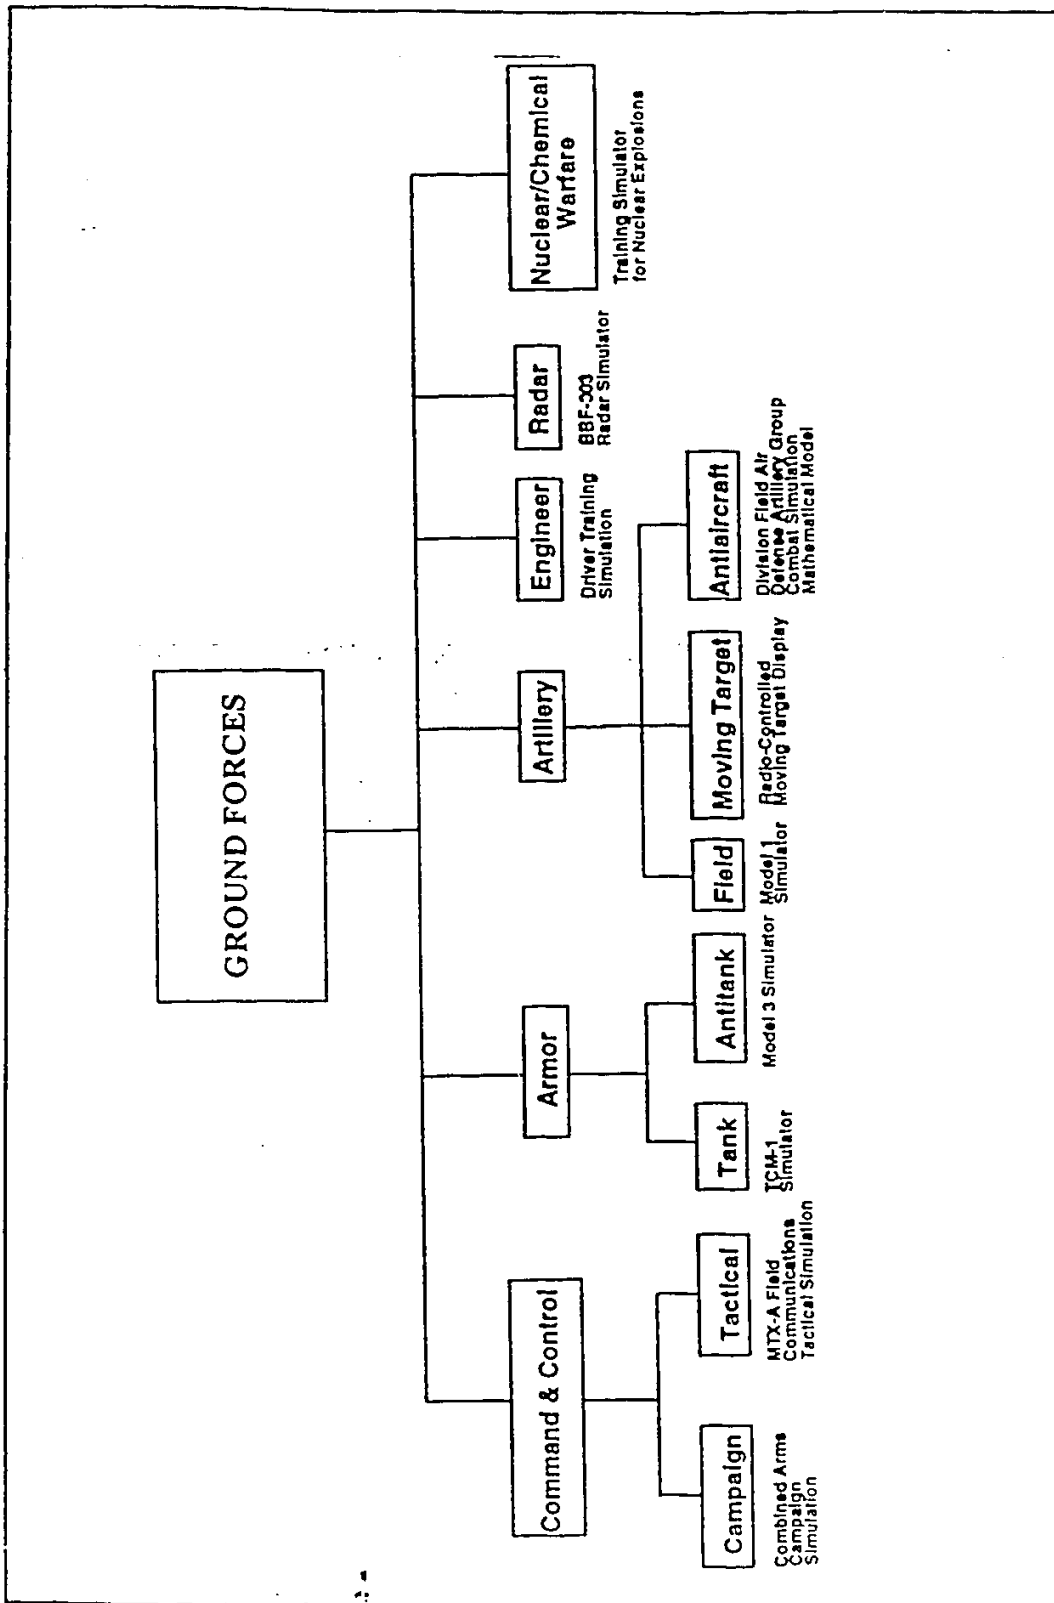 GROUND FORCES
Command & Control
Armor
Artillery
Engineer
Driver Training
Simulation
Radar
BBF-303
Radar Simulator
Nuclear/Chemical
Warfare
Training Simulator
for Nuclear Explosions
Campaign
Combined Arms
Campaign
Simulation
Tactical
MTX-A Field
Communications
Tactical Simulation
Tank
TCM-1
Simulator
Antitank
Model 3 Simulator
Field
Model 1
Simulator
Moving Target
Radio-Controlled
Moving Target Display
Antiaircraft
Division Field Air
Defense Artillery Group
Combat Simulation
Mathematical Model